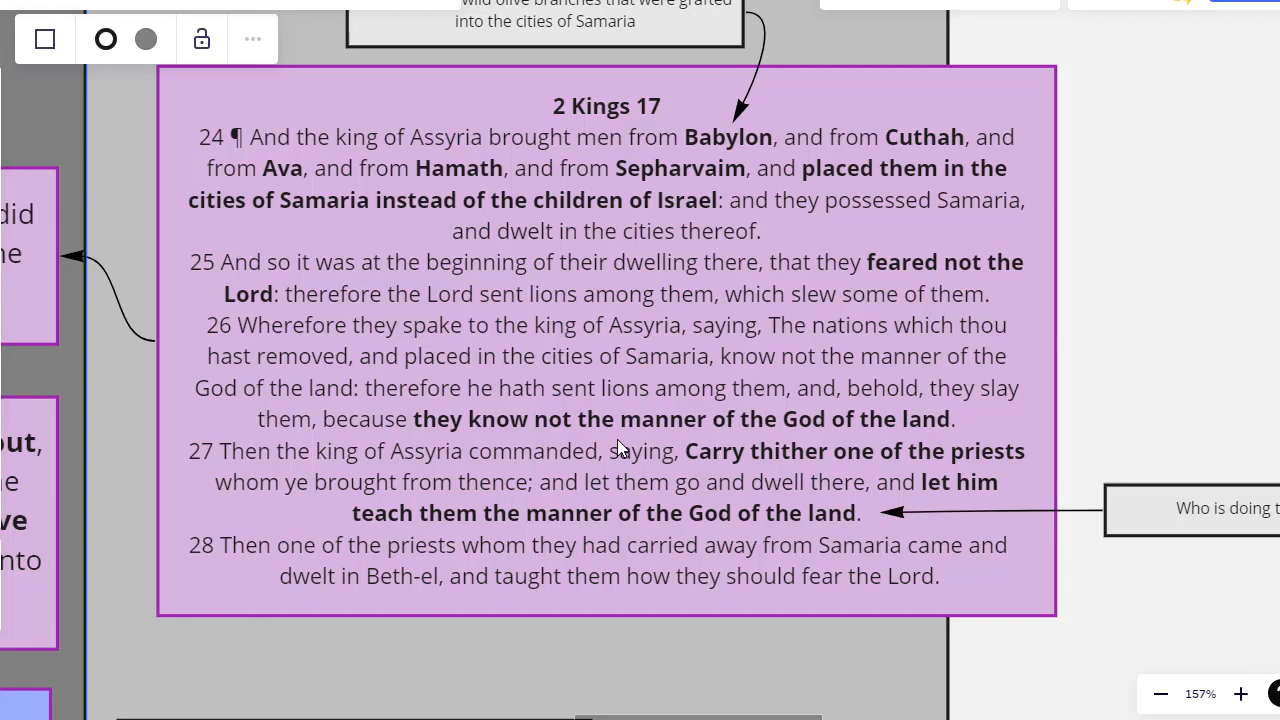 wild olive branches that were grafted
into the cities of Samaria
2 Kings 17
24 ¶ And the king of Assyria brought men from Babylon, and from Cuthah, and
from Ava, and from Hamath, and from Sepharvaim, and placed them in the
cities of Samaria instead of the children of Israel: and they possessed Samaria,
and dwelt in the cities thereof.
25 And so it was at the beginning of their dwelling there, that they feared not the
Lord: therefore the Lord sent lions among them, which slew some of them.
26 Wherefore they spake to the king of Assyria, saying, The nations which thou
hast removed, and placed in the cities of Samaria, know not the manner of the
God of the land: therefore he hath sent lions among them, and, behold, they slay
them, because they know not the manner of the God of the land.
27 Then the king of Assyria commanded, saying, Carry thither one of the priests
whom ye brought from thence; and let them go and dwell there, and let him
teach them the manner of the God of the land.
28 Then one of the priests whom they had carried away from Samaria came and
dwelt in Beth-el, and taught them how they should fear the Lord.
did
Who is doing
157%